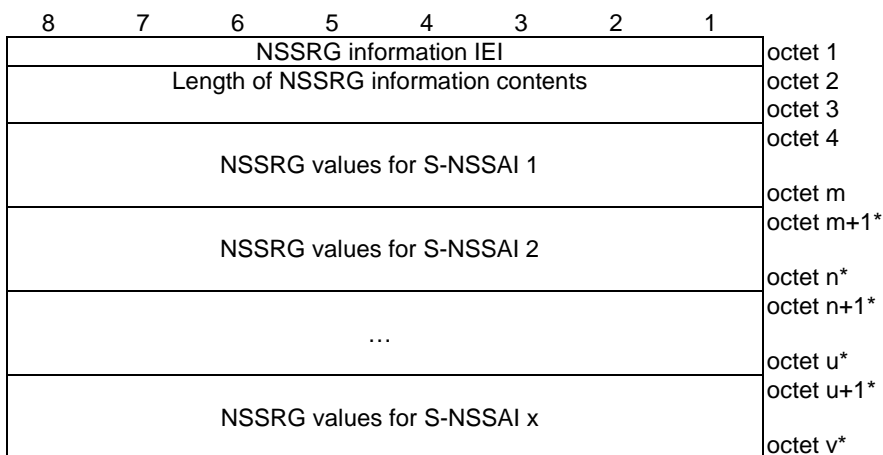 8 7 6 5 4 3 2 1
NSSRG information IEI octet 1
Length of NSSRG information contents octet 2
octet 3
octet 4
NSSRG values for S-NSSAI 1
octet m
octet m+1*
NSSRG values for S-NSSAI 2
octet n*
octet n+1*
…
octet u*
octet u+1*
NSSRG values for S-NSSAI x
octet v*